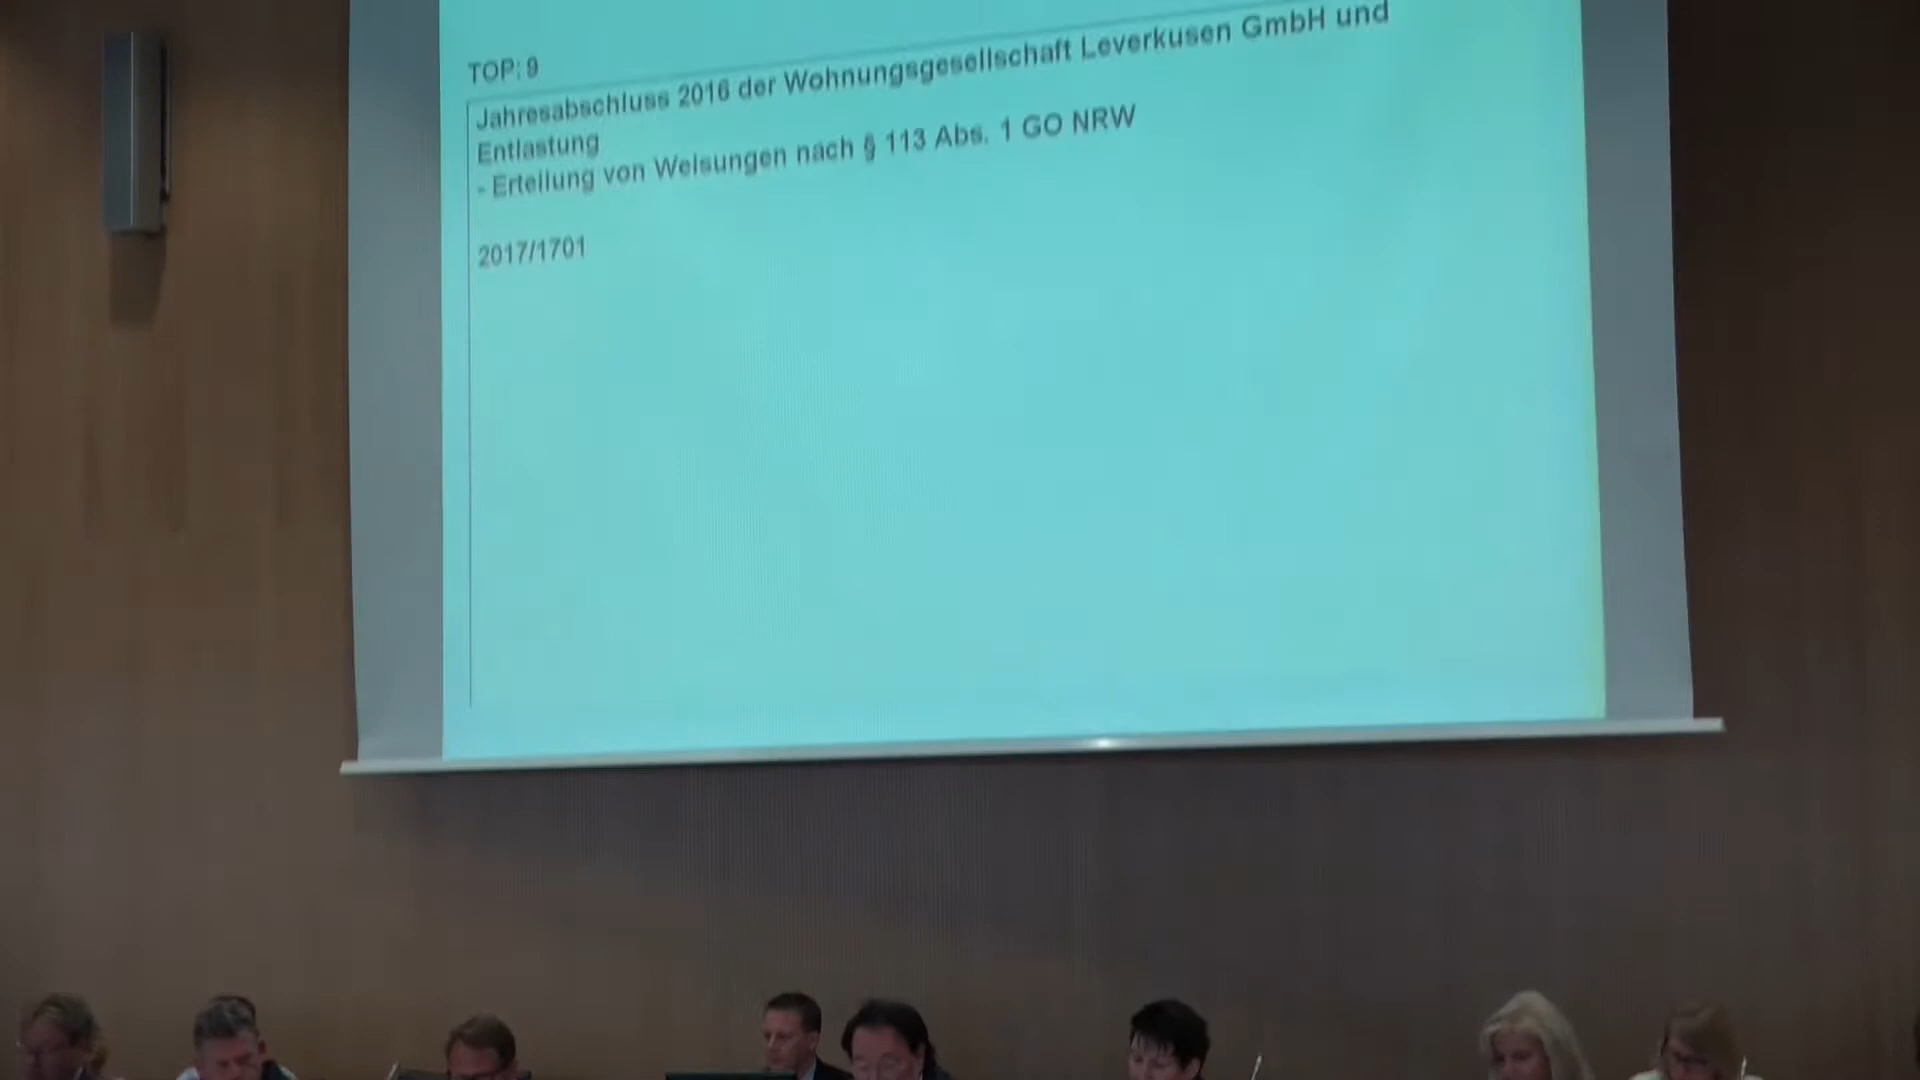 TOP: 9
Jahresabschluss 2016 der Wohnungsgesellschaft Leverkusen GmbH und
Entlastung
- Erteilung von Weisungen nach § 113 Abs. 1 GO NRW
2017/1701